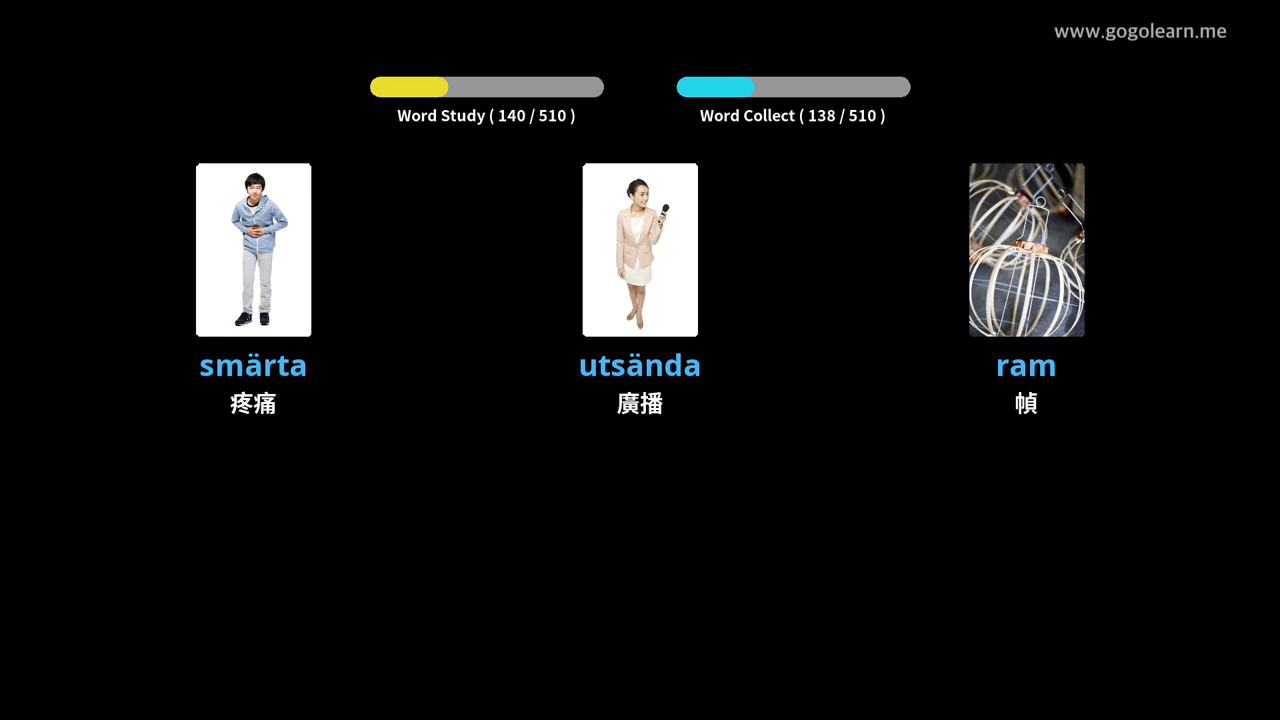 www.gogolearn.me
Word Study ( 140 / 510 )
Word Collect ( 138 / 510 )
smärta
疼痛
utsända
廣播
ram
幀